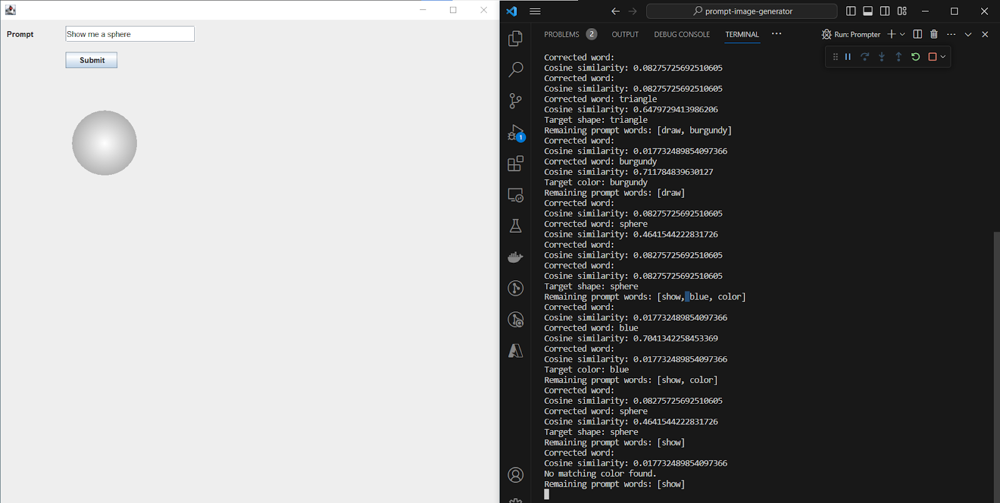 Prompt
Show me a sphere
Submit
prompt-image-generator
PROBLEMS 2 OUTPUT DEBUG CONSOLE TERMINAL ··· Run: Prompter
Corrected word:
Cosine similarity: 0.08275725692510605
Corrected word:
Cosine similarity: 0.08275725692510605
Corrected word: triangle
Cosine similarity: 0.6479729413986206
Target shape: triangle
Remaining prompt words: [draw, burgundy]
Corrected word:
Cosine similarity: 0.017732489854097366
Corrected word: burgundy
Cosine similarity: 0.711784839630127
Target color: burgundy
Remaining prompt words: [draw]
Corrected word:
Cosine similarity: 0.08275725692510605
Corrected word: sphere
Cosine similarity: 0.4641544222831726
Corrected word:
Cosine similarity: 0.08275725692510605
Corrected word:
Cosine similarity: 0.08275725692510605
Target shape: sphere
Remaining prompt words: [show, blue, color]
Corrected word:
Cosine similarity: 0.017732489854097366
Corrected word: blue
Cosine similarity: 0.7041342258453369
Corrected word:
Cosine similarity: 0.017732489854097366
Target color: blue
Remaining prompt words: [show, color]
Corrected word:
Cosine similarity: 0.08275725692510605
Corrected word: sphere
Cosine similarity: 0.4641544222831726
Target shape: sphere
Remaining prompt words: [show]
Corrected word:
Cosine similarity: 0.017732489854097366
No matching color found.
Remaining prompt words: [show]
1